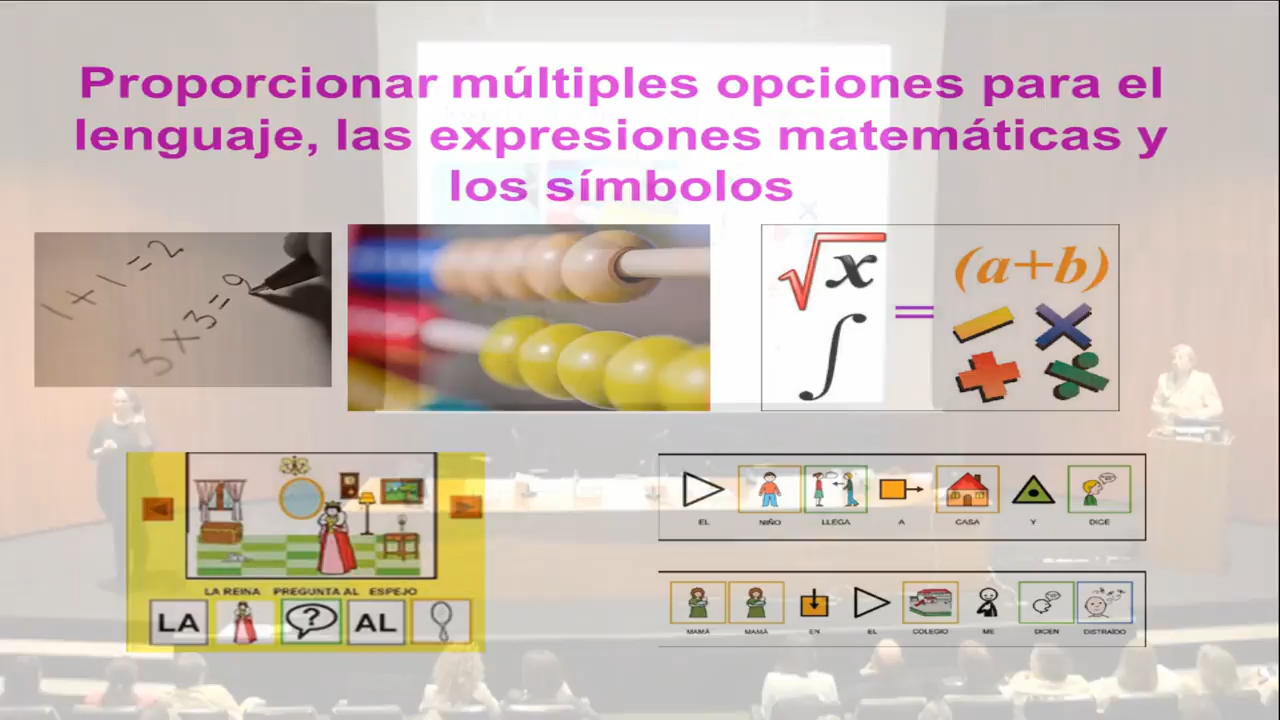 Proporcionar múltiples opciones para el
lenguaje, las expresiones matemáticas y
los símbolos
1+1=2
3x3=9
√x
∫
=
(a+b)
LA REINA PREGUNTA AL ESPEJO
LA
?
AL
EL NIÑO LLEGA A CASA Y DICE
MAMÁ MAMÁ EN EL COLEGIO ME DICEN DISTRAÍDO